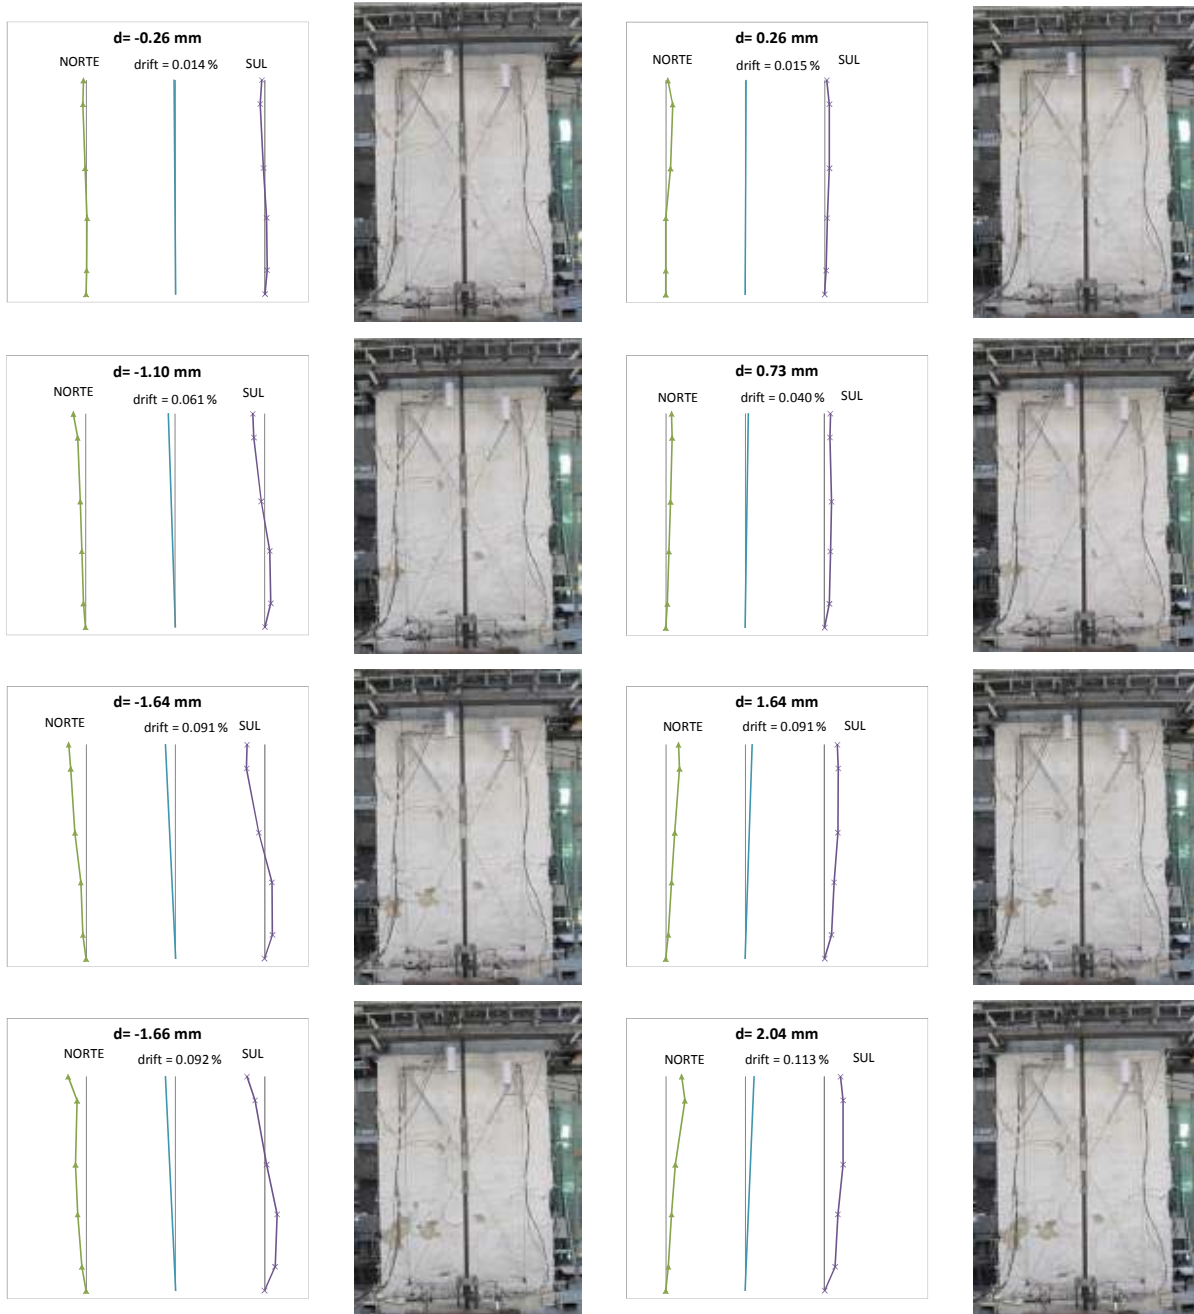 d= -0.26 mm
NORTE
drift = 0.014 %
SUL
d= 0.26 mm
NORTE
drift = 0.015 %
SUL
d= -1.10 mm
NORTE
drift = 0.061 %
SUL
d= 0.73 mm
NORTE
drift = 0.040 %
SUL
d= -1.64 mm
NORTE
drift = 0.091 %
SUL
d= 1.64 mm
NORTE
drift = 0.091 %
SUL
d= -1.66 mm
NORTE
drift = 0.092 %
SUL
d= 2.04 mm
NORTE
drift = 0.113 %
SUL